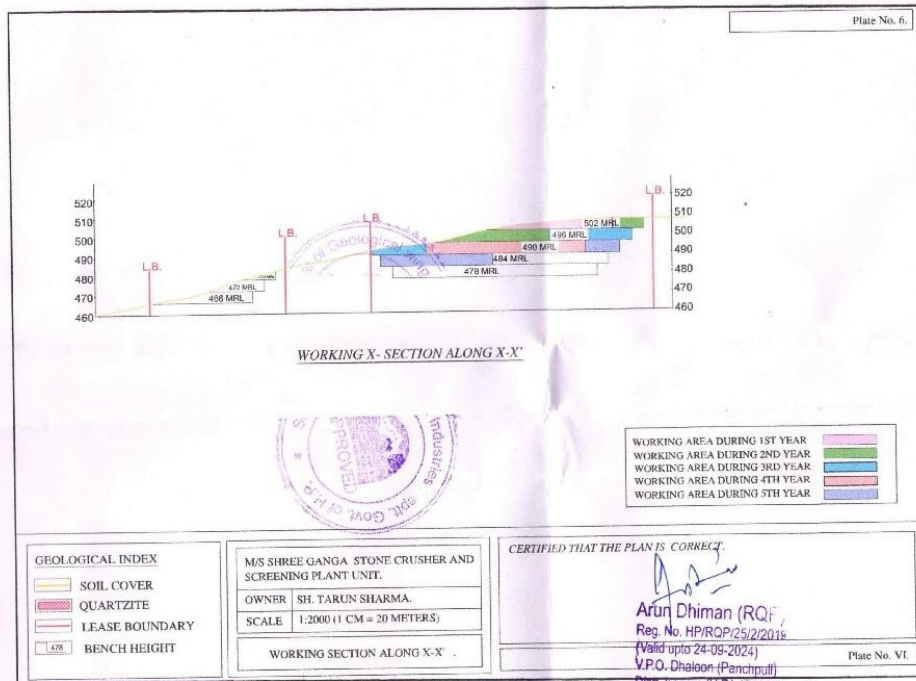 Plate No. 6.
L.B.
L.B.
L.B.
L.B.
520
510
500
490
480
470
460
520
510
500
490
480
470
460
502 MRL
496 MRL
490 MRL
484 MRL
478 MRL
472 MRL
466 MRL
of Geological Wing
WORKING X- SECTION ALONG X-X'
APPROVED
Industries
Govt. of H.P.
WORKING AREA DURING 1ST YEAR
WORKING AREA DURING 2ND YEAR
WORKING AREA DURING 3RD YEAR
WORKING AREA DURING 4TH YEAR
WORKING AREA DURING 5TH YEAR
GEOLOGICAL INDEX
SOIL COVER
QUARTZITE
LEASE BOUNDARY
478 BENCH HEIGHT
M/S SHREE GANGA STONE CRUSHER AND
SCREENING PLANT UNIT.
OWNER SH. TARUN SHARMA.
SCALE 1:2000 (1 CM = 20 METERS)
WORKING SECTION ALONG X-X' .
CERTIFIED THAT THE PLAN IS CORRECT.
Arun Dhiman (RQP
Reg. No. HP/RQP/25/2/2019
(Valid upto 24-09-2024)
V.P.O. Dhaloon (Panchpull)
Plate No. VI.